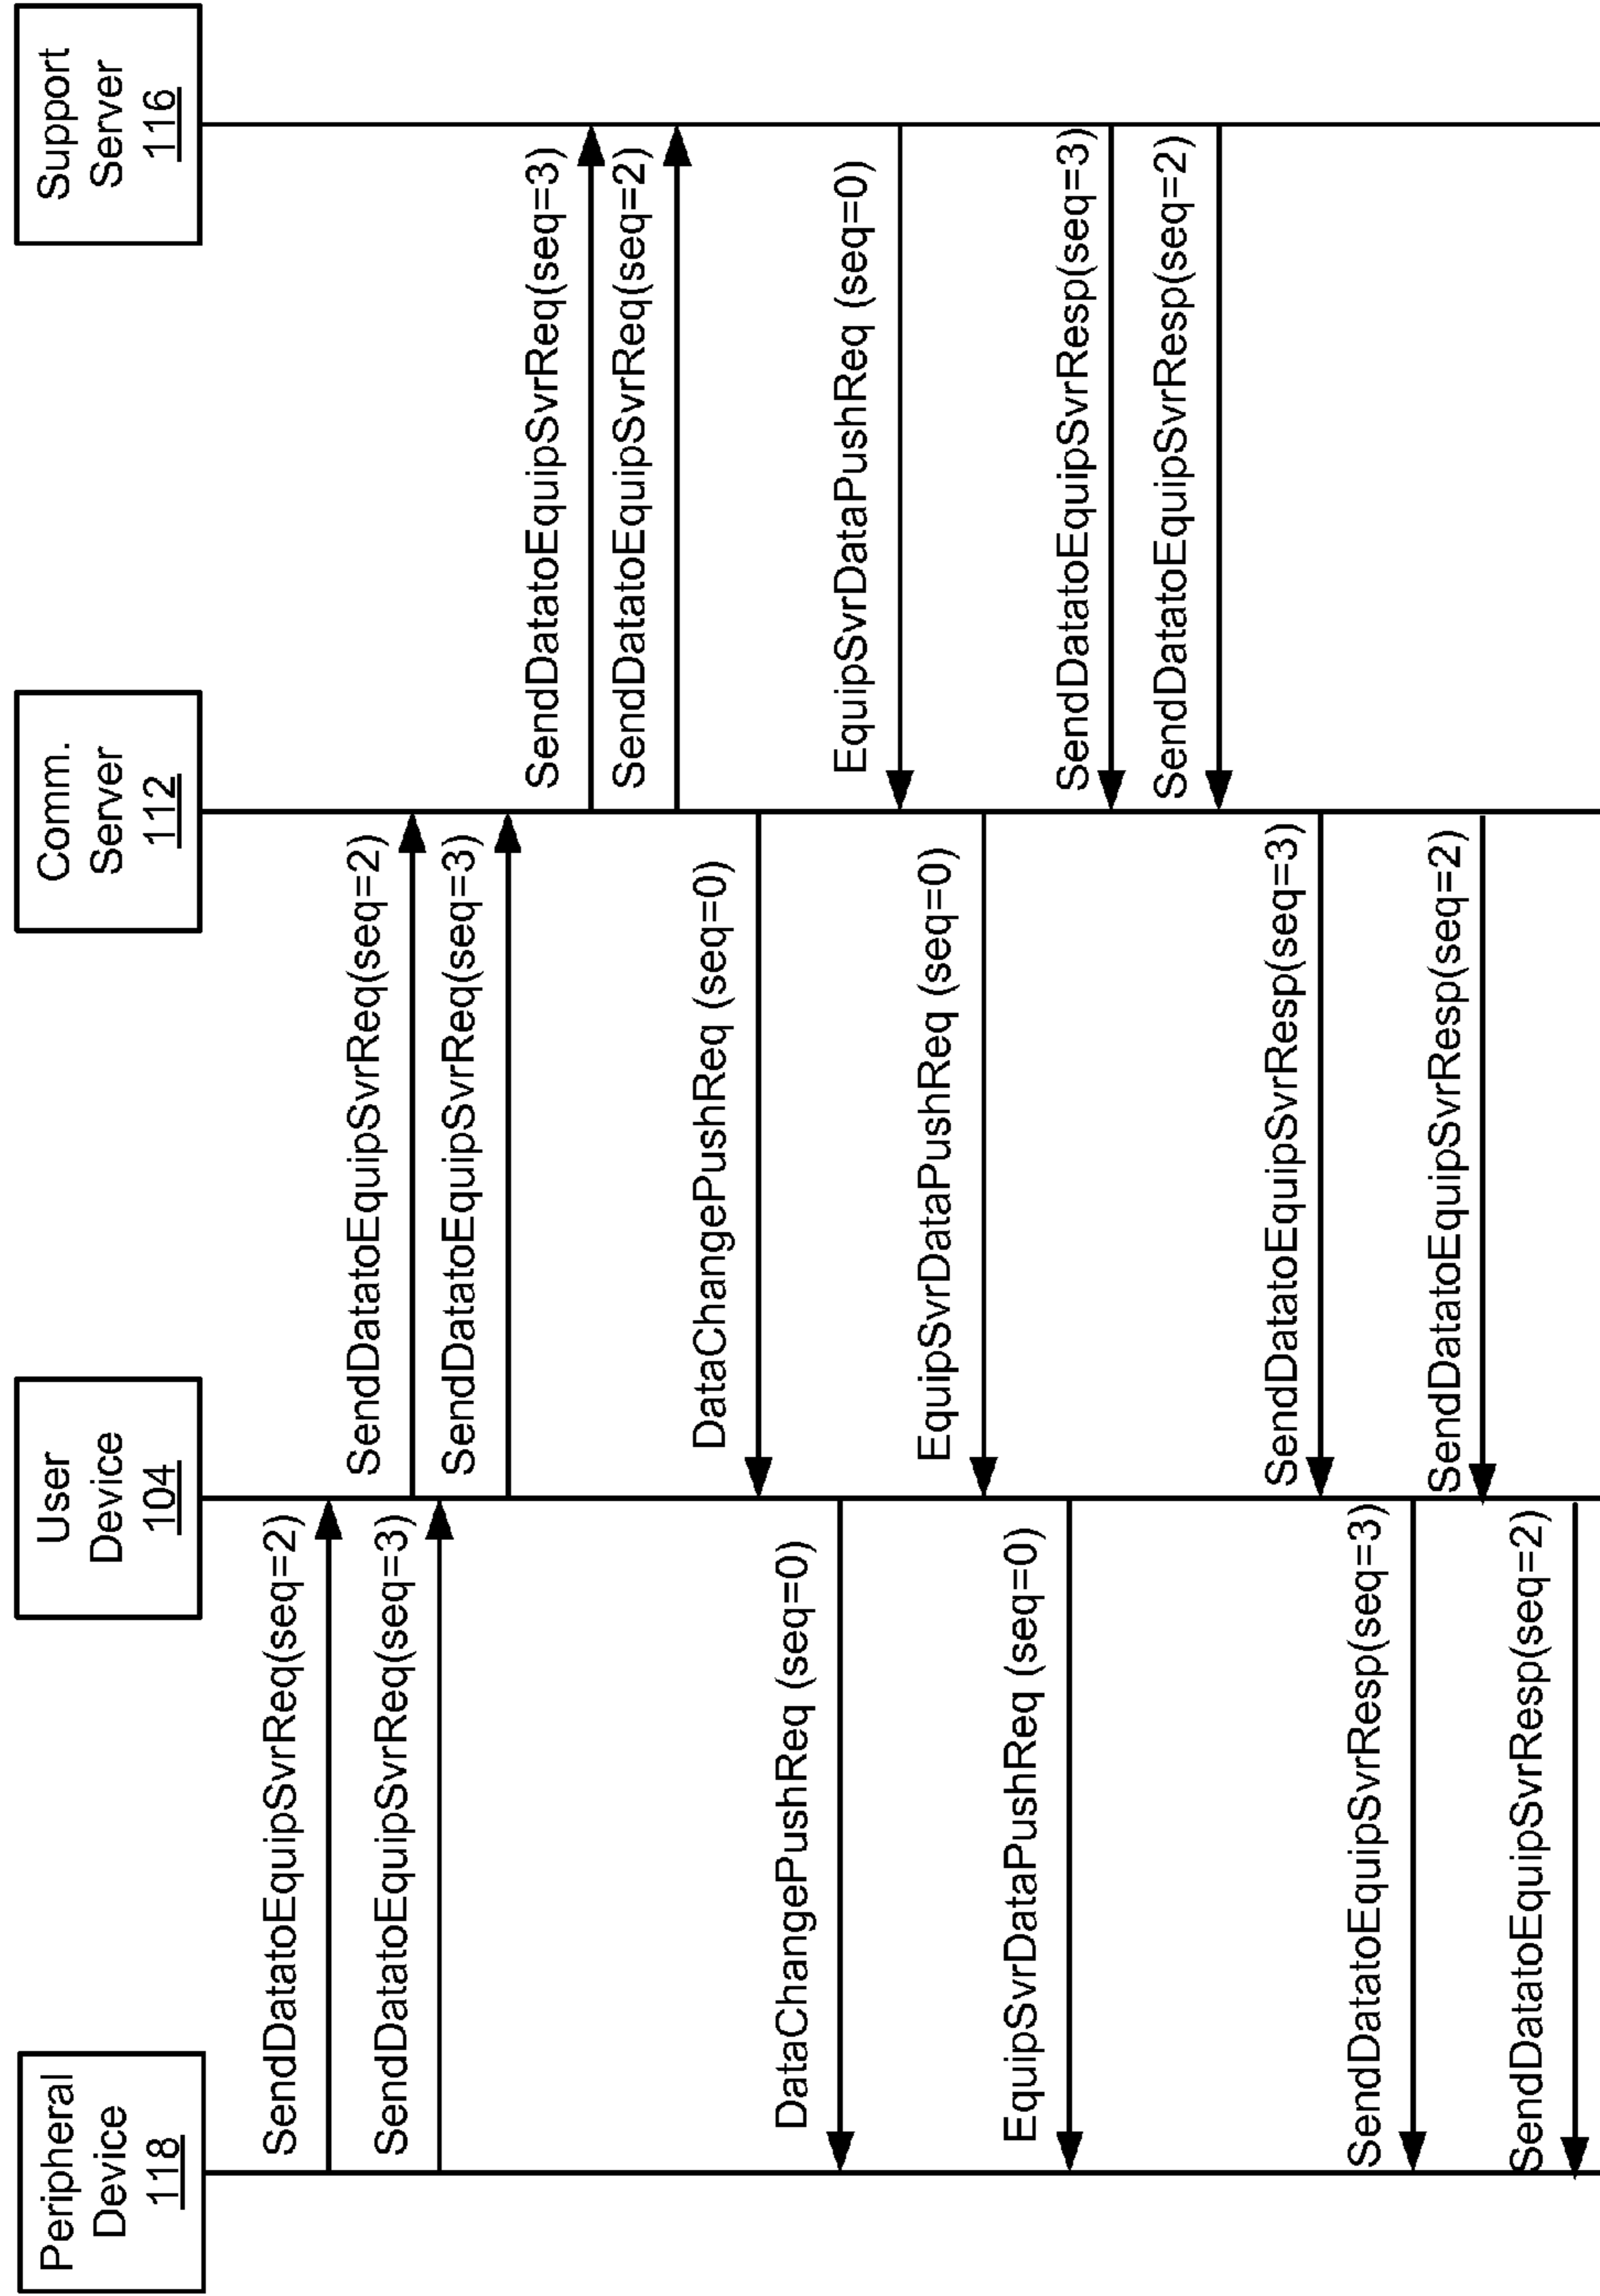 Peripheral
Device
118
User
Device
104
Comm.
Server
112
Support
Server
116
SendDatatoEquipSvrReq(seq=2)
SendDatatoEquipSvrReq(seq=2)
SendDatatoEquipSvrReq(seq=3)
SendDatatoEquipSvrReq(seq=3)
SendDatatoEquipSvrReq(seq=3)
SendDatatoEquipSvrReq(seq=2)
DataChangePushReq (seq=0)
DataChangePushReq (seq=0)
EquipSvrDataPushReq (seq=0)
EquipSvrDataPushReq (seq=0)
EquipSvrDataPushReq (seq=0)
SendDatatoEquipSvrResp(seq=3)
SendDatatoEquipSvrResp(seq=2)
SendDatatoEquipSvrResp(seq=3)
SendDatatoEquipSvrResp(seq=3)
SendDatatoEquipSvrResp(seq=2)
SendDatatoEquipSvrResp(seq=2)